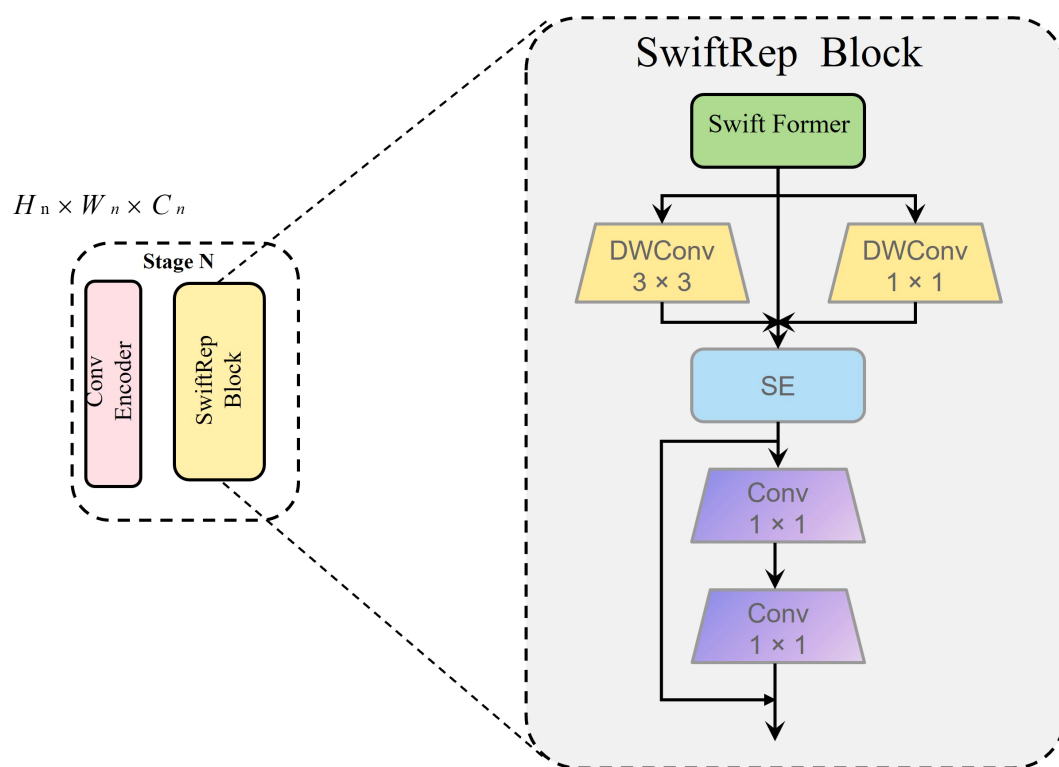 SwiftRep Block
Swift Former
H n × W n × C n
DWConv
3 × 3
DWConv
1 × 1
Stage N
Conv
Encoder
SwiftRep
Block
SE
Conv
1 × 1
Conv
1 × 1